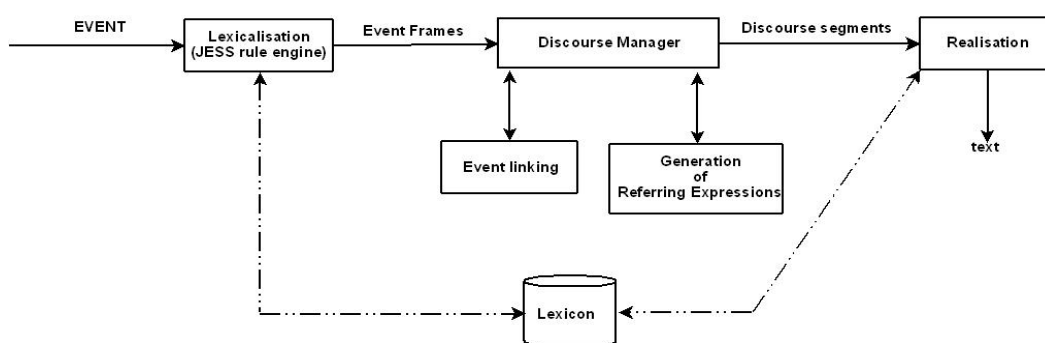 EVENT
Lexicalisation
(JESS rule engine)
Event Frames
Discourse Manager
Discourse segments
Realisation
Event linking
Generation
of
Referring Expressions
text
Lexicon